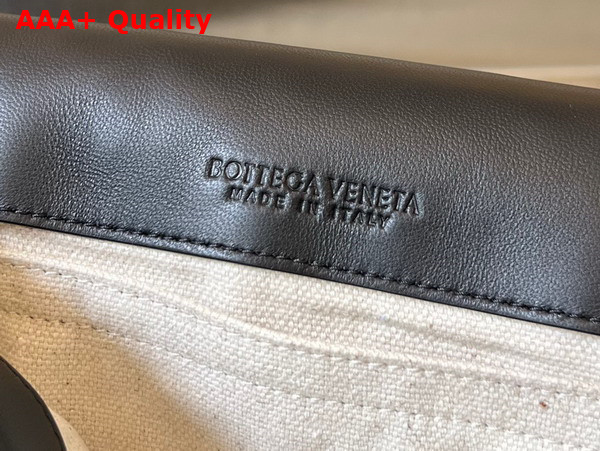 AAA+ Quality
BOTTEGA VENETA
MADE IN ITALY